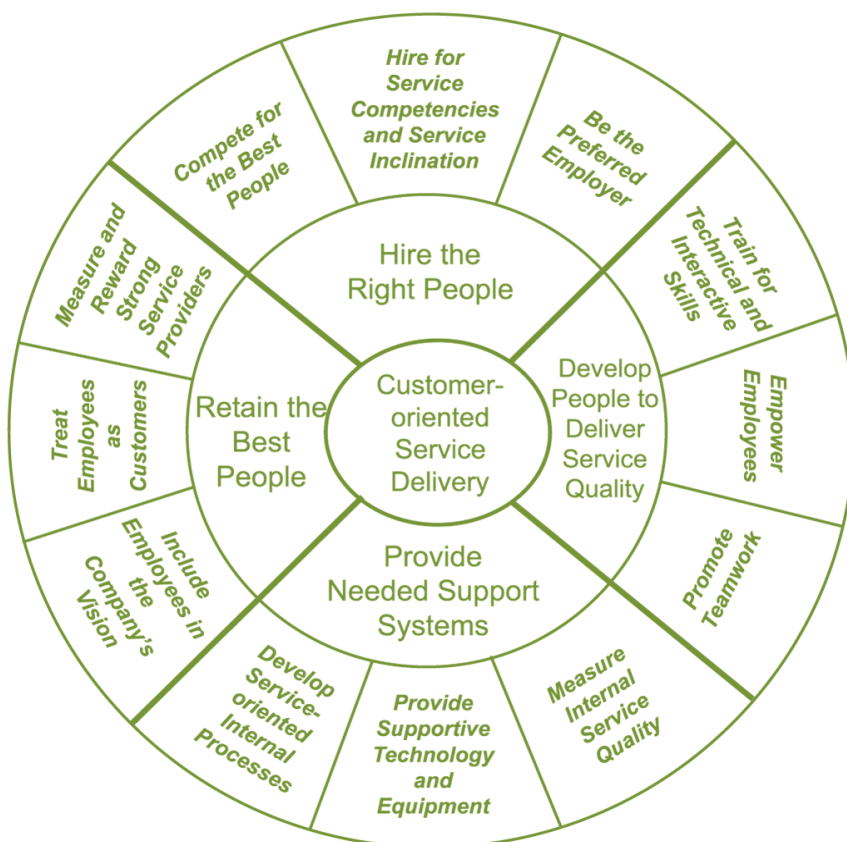 Hire for
Service
Competencies
and Service
Inclination
Be the
Preferred
Employer
Train for
Technical and
Interactive
Skills
Empower
Employees
Promote
Teamwork
Measure
Internal
Service
Quality
Provide
Supportive
Technology
and
Equipment
Develop
Service-
oriented
Internal
Processes
Include
Employees in
the
Company's
Vision
Treat
Employees
as
Customers
Measure and
Reward
Strong
Service
Providers
Compete for
the Best
People
Hire the
Right People
Develop
People to
Deliver
Service
Quality
Provide
Needed Support
Systems
Retain the
Best
People
Customer-
oriented
Service
Delivery